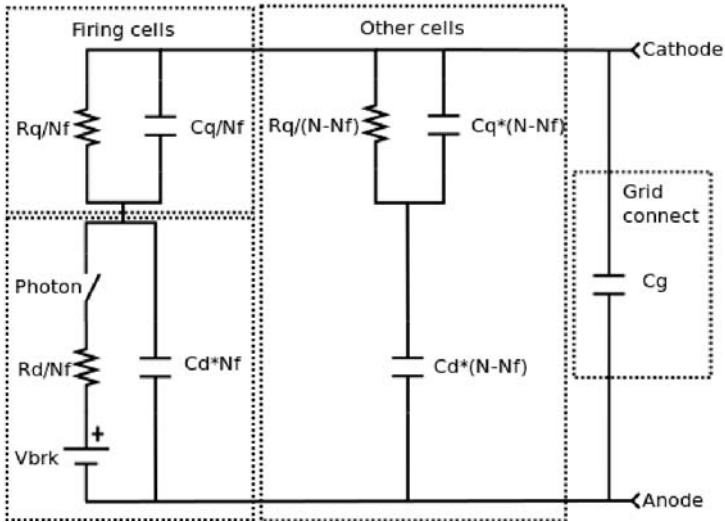 Firing cells
Other cells
Cathode
Rq/Nf
Cq/Nf
Rq/(N-Nf)
Cq*(N-Nf)
Grid
connect
Photon
Cg
Rd/Nf
Cd*Nf
Cd*(N-Nf)
+
Vbrk
Anode